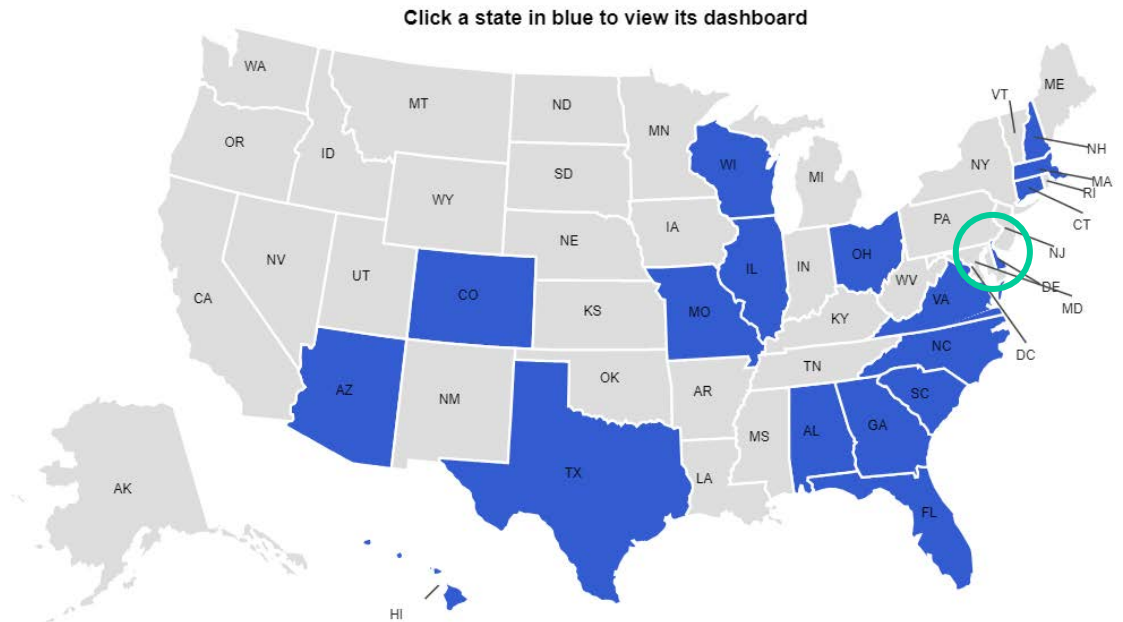 Click a state in blue to view its dashboard
WA
MT
ND
MN
VT
ME
OR
ID
SD
WI
MI
NY
NH
MA
RI
CT
WY
IA
PA
NE
NJ
NV
UT
CO
IL
IN
OH
WV
DE
MD
CA
KS
MO
KY
VA
DC
AZ
NM
OK
AR
TN
NC
SC
MS
AL
GA
TX
LA
AK
FL
HI